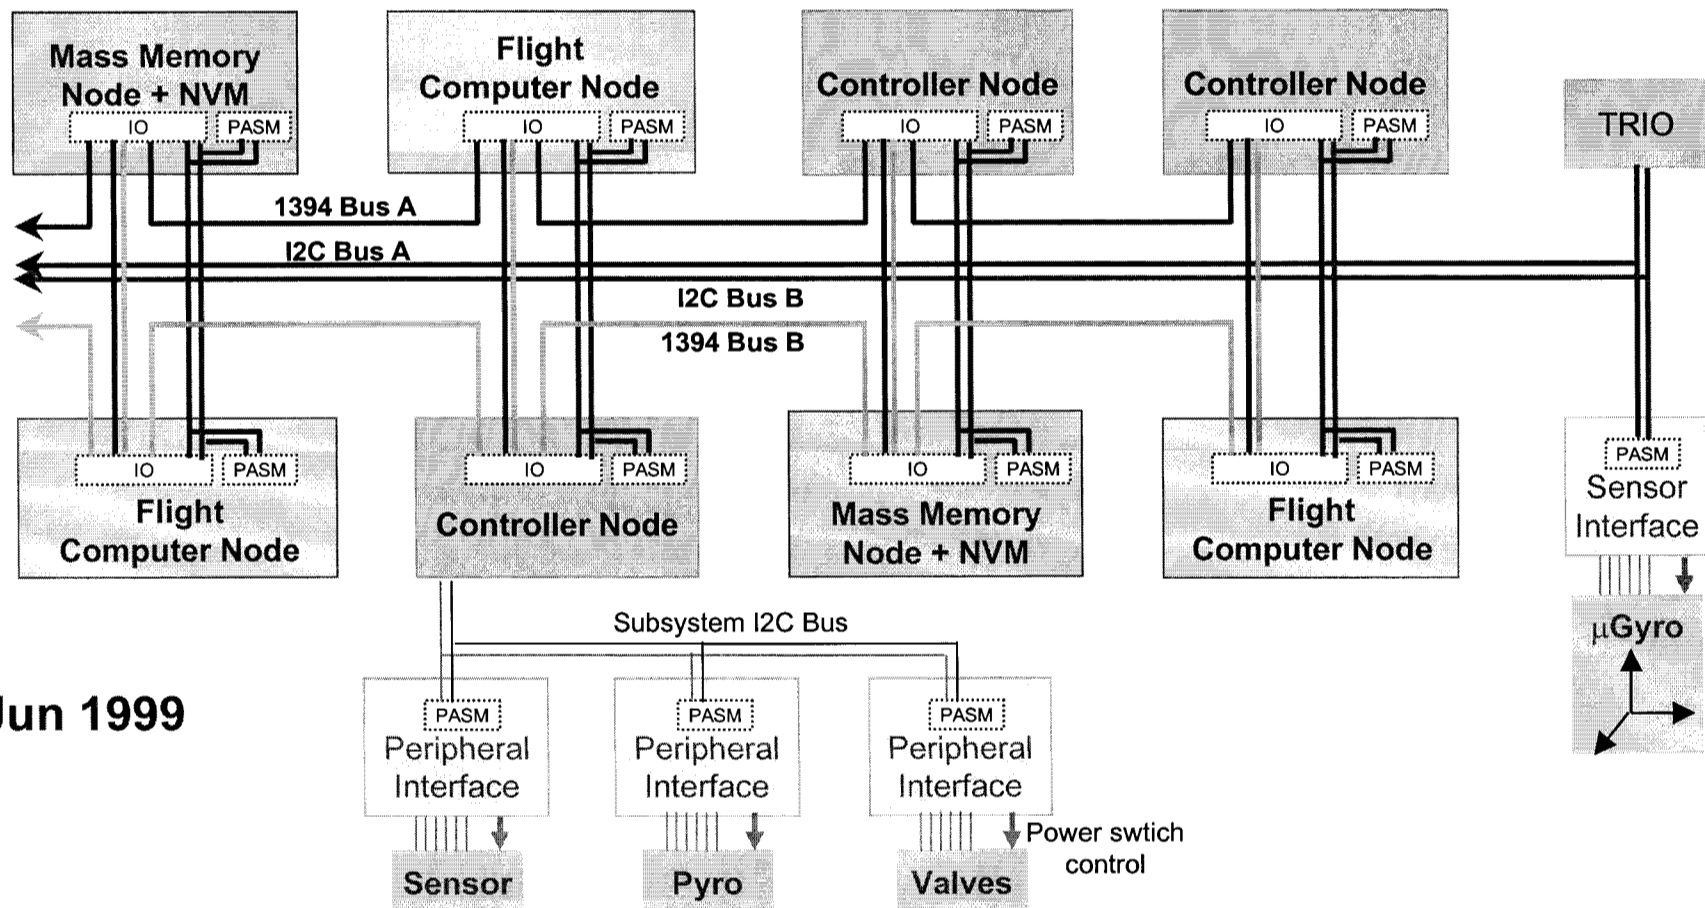 Mass Memory
Node + NVM
IO
PASM
Flight
Computer Node
IO
PASM
Controller Node
IO
PASM
Controller Node
IO
PASM
TRIO
1394 Bus A
I2C Bus A
I2C Bus B
1394 Bus B
IO
PASM
Flight
Computer Node
IO
PASM
Controller Node
IO
PASM
Mass Memory
Node + NVM
IO
PASM
Flight
Computer Node
PASM
Sensor
Interface
μGyro
Subsystem I2C Bus
Jun 1999
PASM
Peripheral
Interface
PASM
Peripheral
Interface
PASM
Peripheral
Interface
Power swtich
control
Sensor
Pyro
Valves